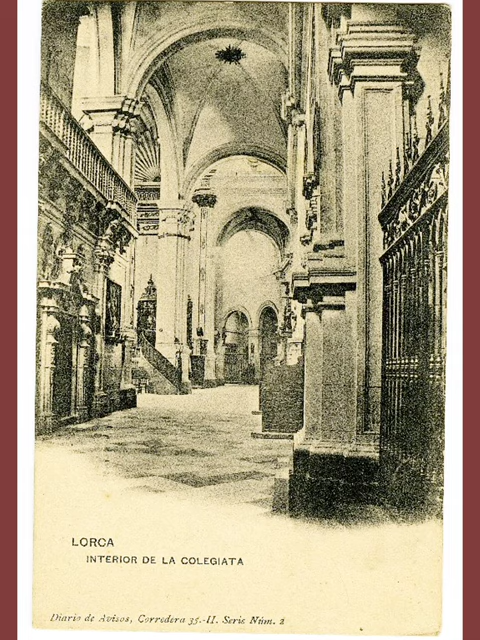 LORCA
INTERIOR DE LA COLEGIATA
Diario de Avisos, Corredera 35.-II. Serie Núm. 2